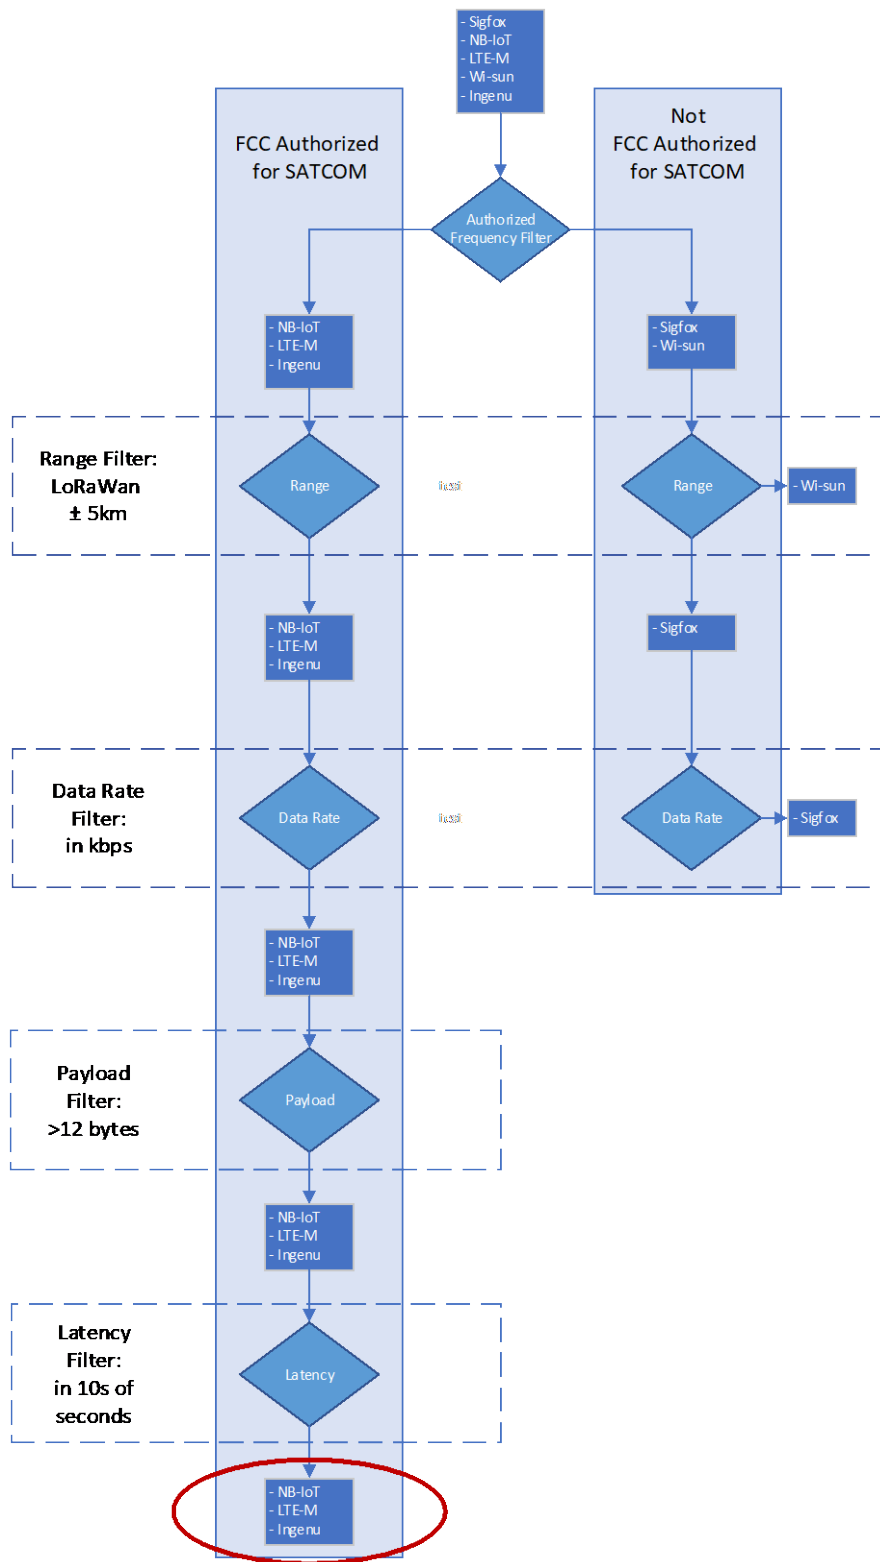 - Sigfox
- NB-IoT
- LTE-M
- Wi-sun
- Ingenu
FCC Authorized
for SATCOM
Not
FCC Authorized
for SATCOM
Authorized
Frequency Filter
- NB-IoT
- LTE-M
- Ingenu
- Sigfox
- Wi-sun
Range Filter:
LoRaWan
± 5km
Range
Range
- Wi-sun
- NB-IoT
- LTE-M
- Ingenu
- Sigfox
Data Rate
Filter:
in kbps
Data Rate
Data Rate
- Sigfox
- NB-IoT
- LTE-M
- Ingenu
Payload
Filter:
>12 bytes
Payload
- NB-IoT
- LTE-M
- Ingenu
Latency
Filter:
in 10s of
seconds
Latency
- NB-IoT
- LTE-M
- Ingenu